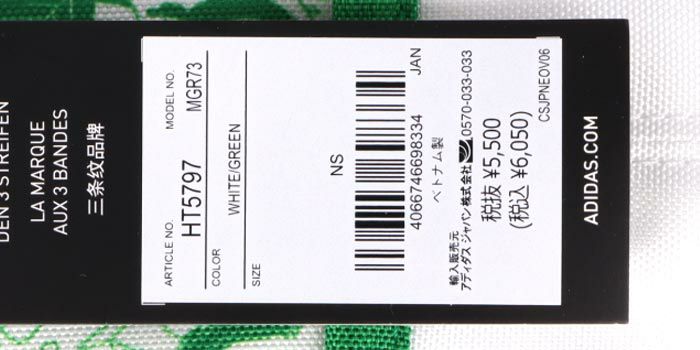 DEN 3 STREIFEN
LA MARQUE
AUX 3 BANDES
三条纹品牌
ARTICLE NO. MODEL NO.
HT5797 MGR73
COLOR
WHITE/GREEN
SIZE
NS
JAN
4066746698334
ベトナム製
輸入販売元
アディダス ジャパン株式会社 0570-033-033
税抜 ¥5,500
(税込 ¥6,050)
CSJPNEOV06
ADIDAS.COM